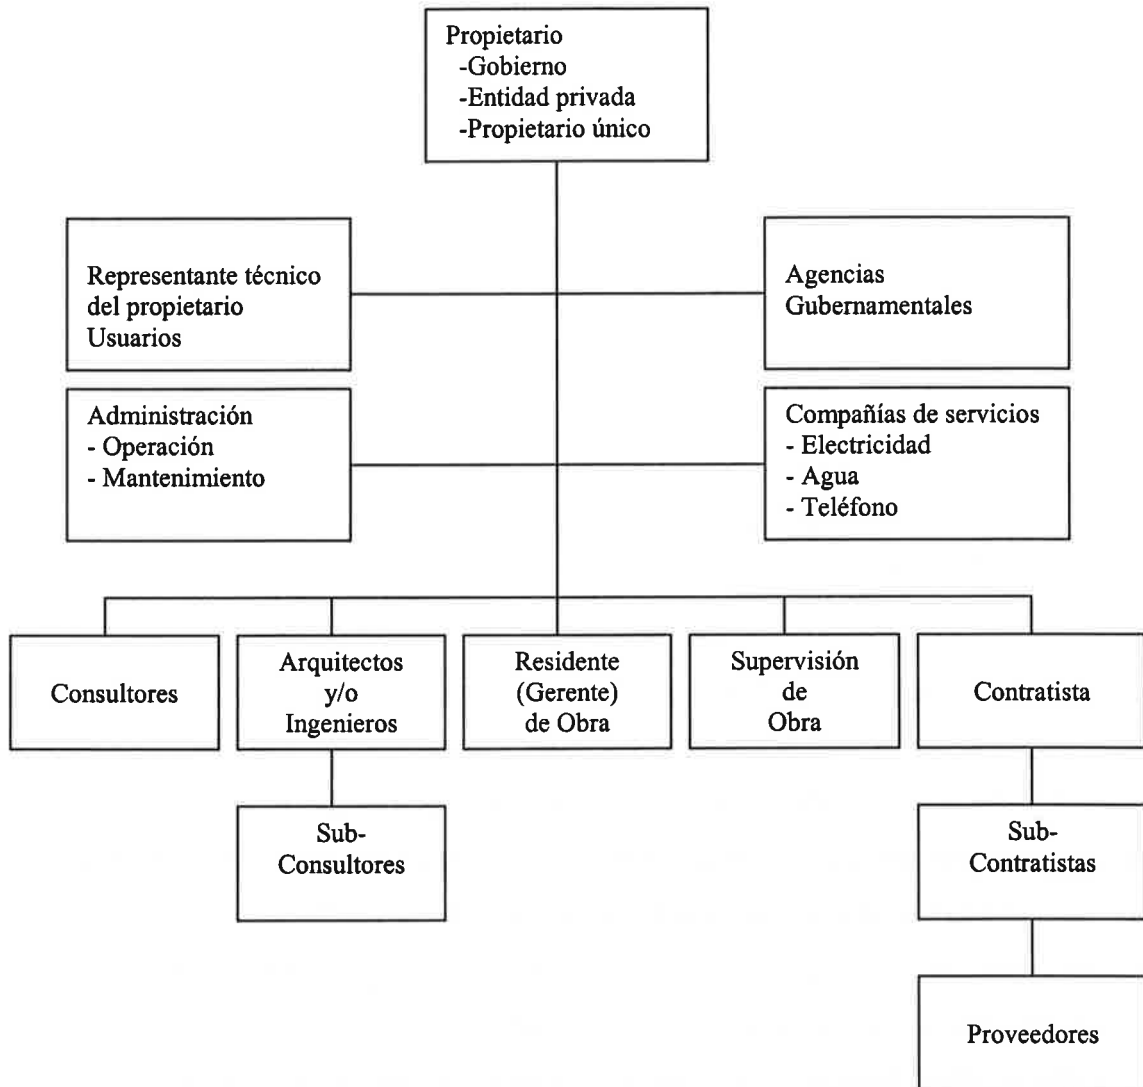 Propietario
-Gobierno
-Entidad privada
-Propietario único
Representante técnico
del propietario
Usuarios
Agencias
Gubernamentales
Administración
- Operación
- Mantenimiento
Compañías de servicios
- Electricidad
- Agua
- Teléfono
Consultores
Arquitectos
y/o
Ingenieros
Residente
(Gerente)
de Obra
Supervisión
de
Obra
Contratista
Sub-
Consultores
Sub-
Contratistas
Proveedores